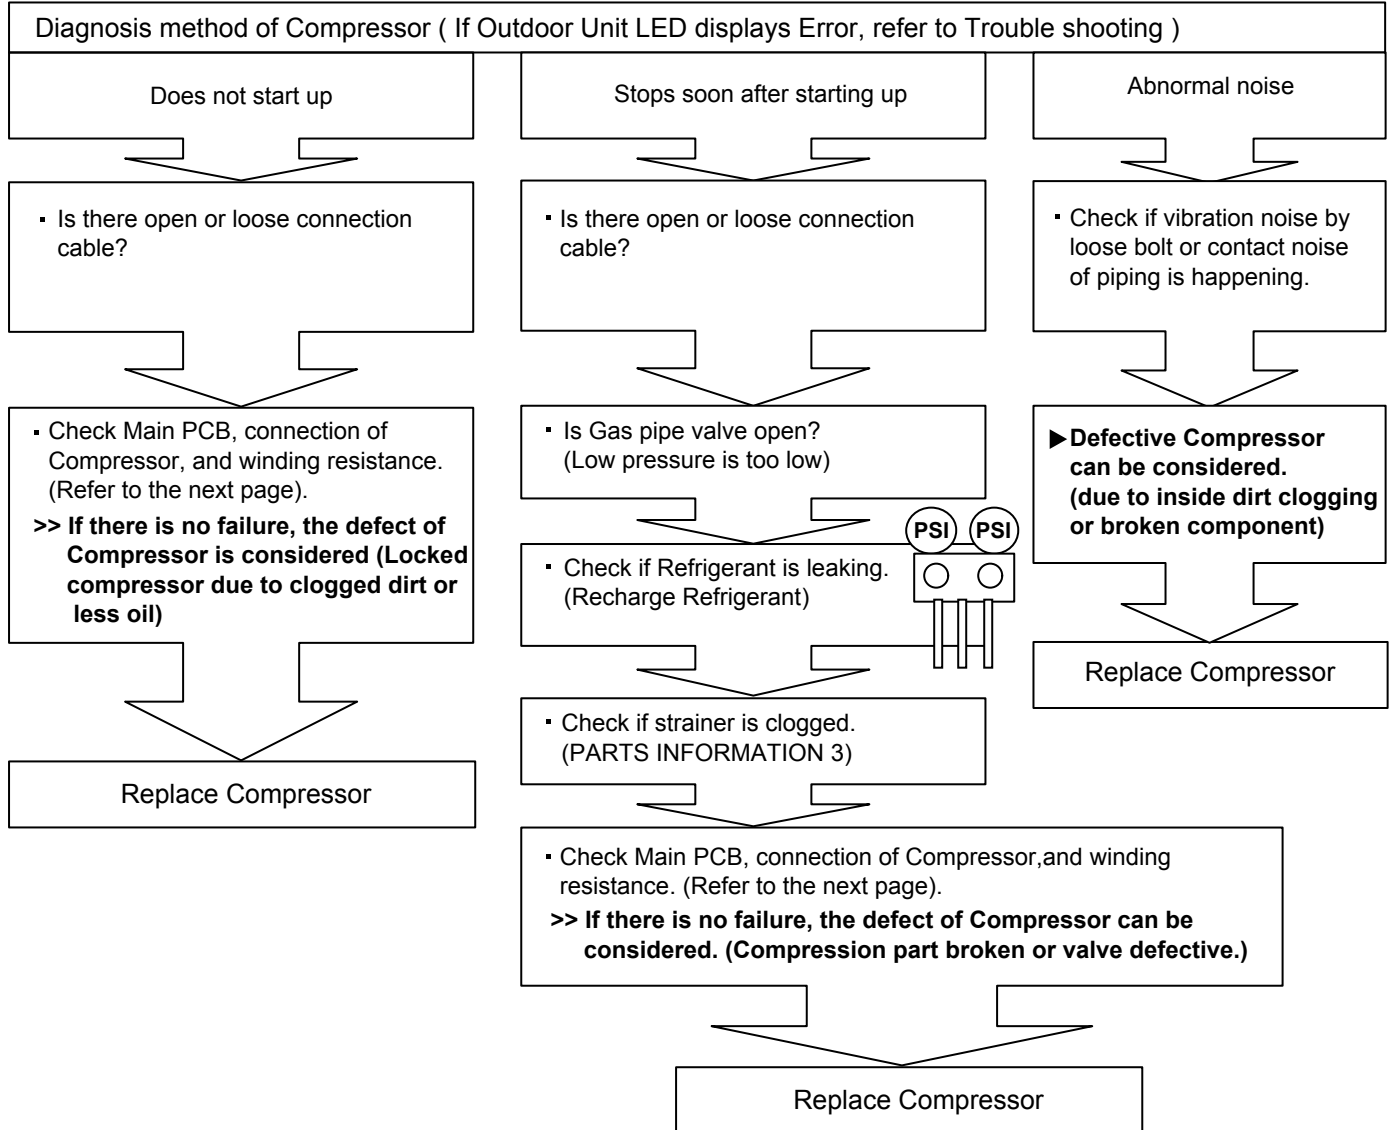 Diagnosis method of Compressor ( If Outdoor Unit LED displays Error, refer to Trouble shooting )
Does not start up
▪ Is there open or loose connection
cable?
▪ Check Main PCB, connection of
Compressor, and winding resistance.
(Refer to the next page).
>> If there is no failure, the defect of
Compressor is considered (Locked
compressor due to clogged dirt or
less oil)
Replace Compressor
Stops soon after starting up
▪ Is there open or loose connection
cable?
▪ Is Gas pipe valve open?
(Low pressure is too low)
PSI PSI
▪ Check if Refrigerant is leaking.
(Recharge Refrigerant)
▪ Check if strainer is clogged.
(PARTS INFORMATION 3)
▪ Check Main PCB, connection of Compressor,and winding
resistance. (Refer to the next page).
>> If there is no failure, the defect of Compressor can be
considered. (Compression part broken or valve defective.)
Replace Compressor
Abnormal noise
▪ Check if vibration noise by
loose bolt or contact noise
of piping is happening.
▶Defective Compressor
can be considered.
(due to inside dirt clogging
or broken component)
Replace Compressor